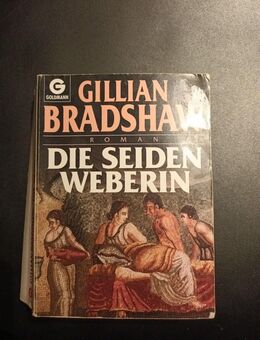 G
GOLDMANN
GILLIAN
BRADSHAW
ROMAN
DIE SEIDEN
WEBERIN